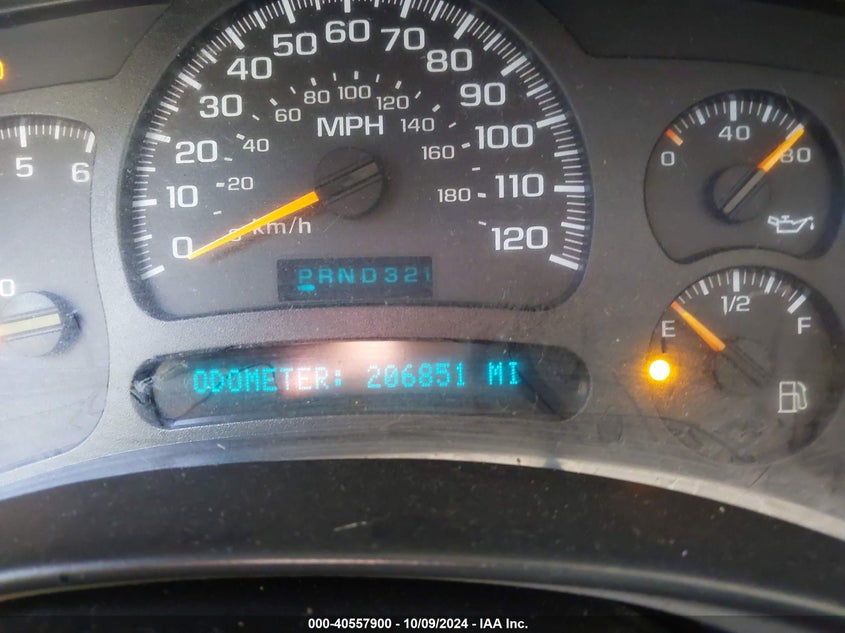 50 60 70
40 80
30 60 80 100 120 90
MPH
20 40 140 100
10 20 160 110
180
0 km/h 120
5 6
0 40 80
PRND321
E 1/2 F
ODOMETER: 206851 MI
000-40557900 - 10/09/2024 - IAA Inc.